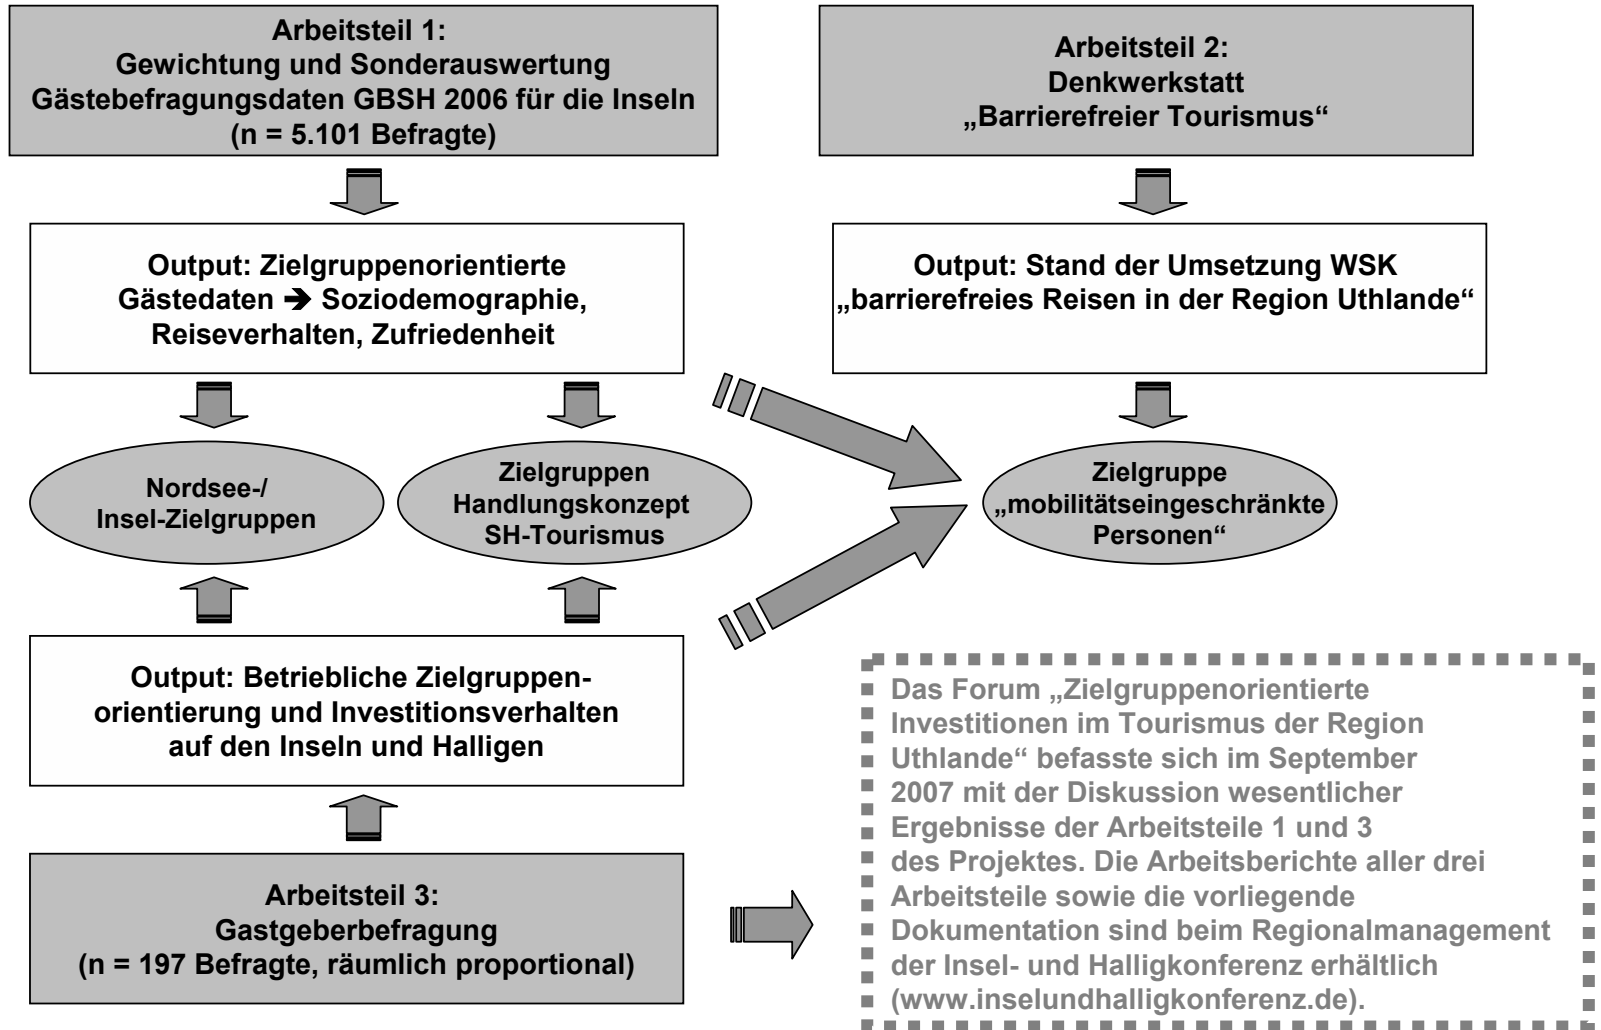 Arbeitsteil 1:
Gewichtung und Sonderauswertung
Gästebefragungsdaten GBSH 2006 für die Inseln
(n = 5.101 Befragte)
Arbeitsteil 2:
Denkwerkstatt
„Barrierefreier Tourismus“
Output: Zielgruppenorientierte
Gästedaten ➔ Soziodemographie,
Reiseverhalten, Zufriedenheit
Output: Stand der Umsetzung WSK
„barrierefreies Reisen in der Region Uthlande“
Nordsee-/
Insel-Zielgruppen
Zielgruppen
Handlungskonzept
SH-Tourismus
Zielgruppe
„mobilitätseingeschränkte
Personen“
Output: Betriebliche Zielgruppen-
orientierung und Investitionsverhalten
auf den Inseln und Halligen
Arbeitsteil 3:
Gastgeberbefragung
(n = 197 Befragte, räumlich proportional)
Das Forum „Zielgruppenorientierte
Investitionen im Tourismus der Region
Uthlande“ befasste sich im September
2007 mit der Diskussion wesentlicher
Ergebnisse der Arbeitsteile 1 und 3
des Projektes. Die Arbeitsberichte aller drei
Arbeitsteile sowie die vorliegende
Dokumentation sind beim Regionalmanagement
der Insel- und Halligkonferenz erhältlich
(www.inselundhalligkonferenz.de).